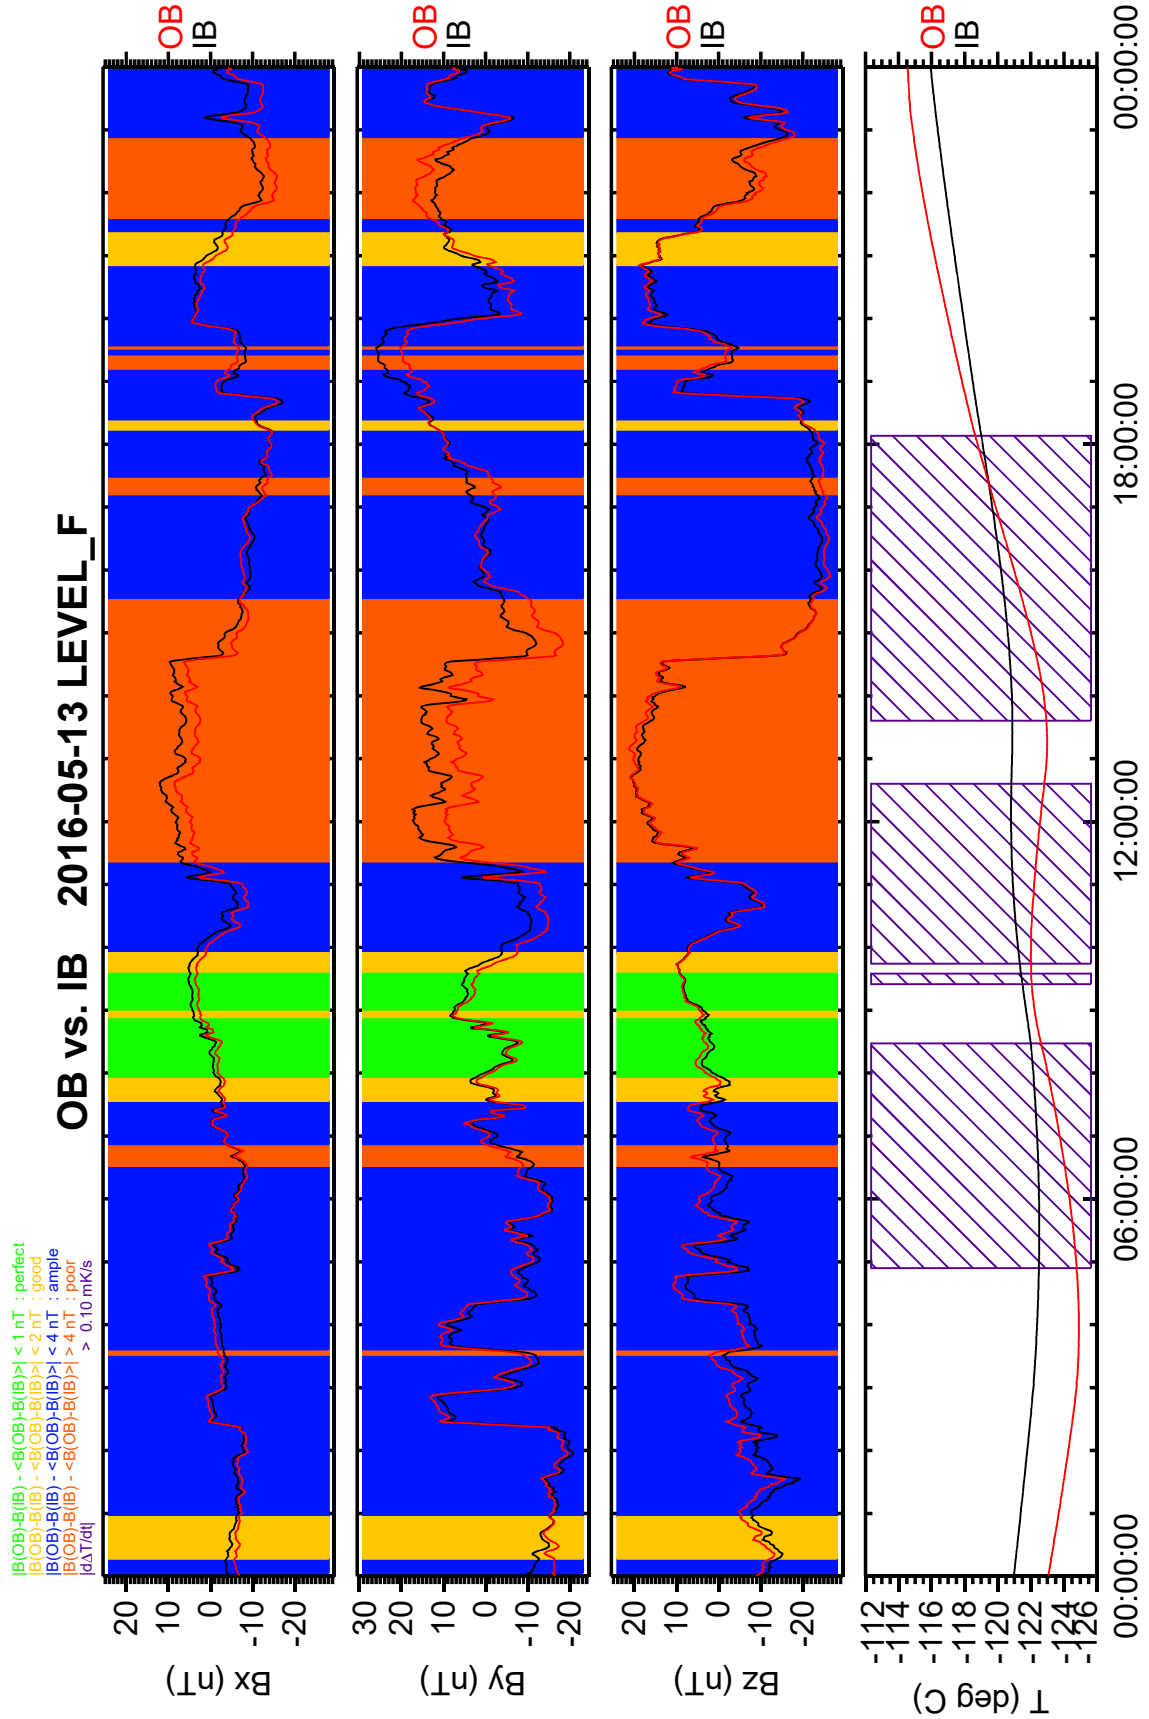 OB vs. IB 2016-05-13 LEVEL_F
|B(OB)-B(IB) - <B(OB)-B(IB)>| < 1 nT : perfect
|B(OB)-B(IB) - <B(OB)-B(IB)>| < 2 nT : good
|B(OB)-B(IB) - <B(OB)-B(IB)>| < 4 nT : ample
|B(OB)-B(IB) - <B(OB)-B(IB)>| > 4 nT : poor
|dΔT/dt| > 0.10 mK/s
Bx (nT)
20
10
0
-10
-20
OB
IB
By (nT)
30
20
10
0
-10
-20
OB
IB
Bz (nT)
20
10
0
-10
-20
OB
IB
T (deg C)
-112
-114
-116
-118
-120
-122
-124
-126
OB
IB
00:00:00
06:00:00
12:00:00
18:00:00
00:00:00